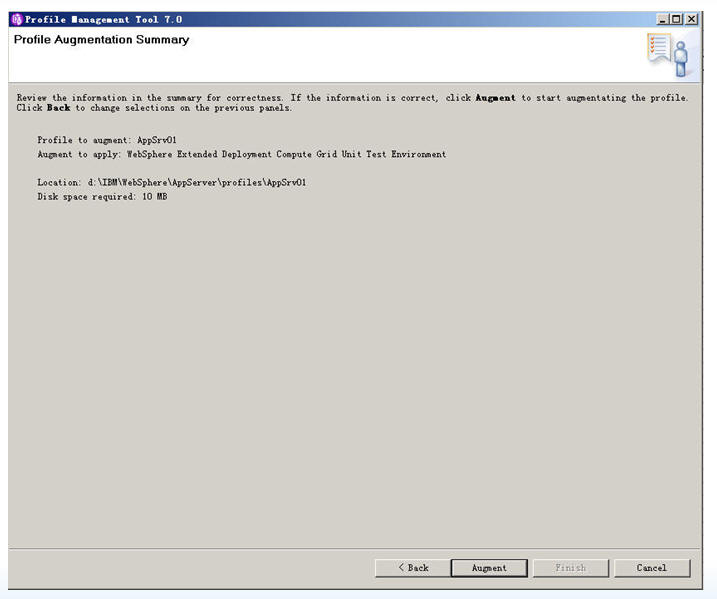 Profile Management Tool 7.0
Profile Augmentation Summary
Review the information in the summary for correctness. If the information is correct, click Augment to start augmentating the profile.
Click Back to change selections on the previous panels.
Profile to augment: AppSrv01
Augment to apply: WebSphere Extended Deployment Compute Grid Unit Test Environment
Location: d:\IBM\WebSphere\AppServer\profiles\AppSrv01
Disk space required: 10 MB
< Back Augment Finish Cancel